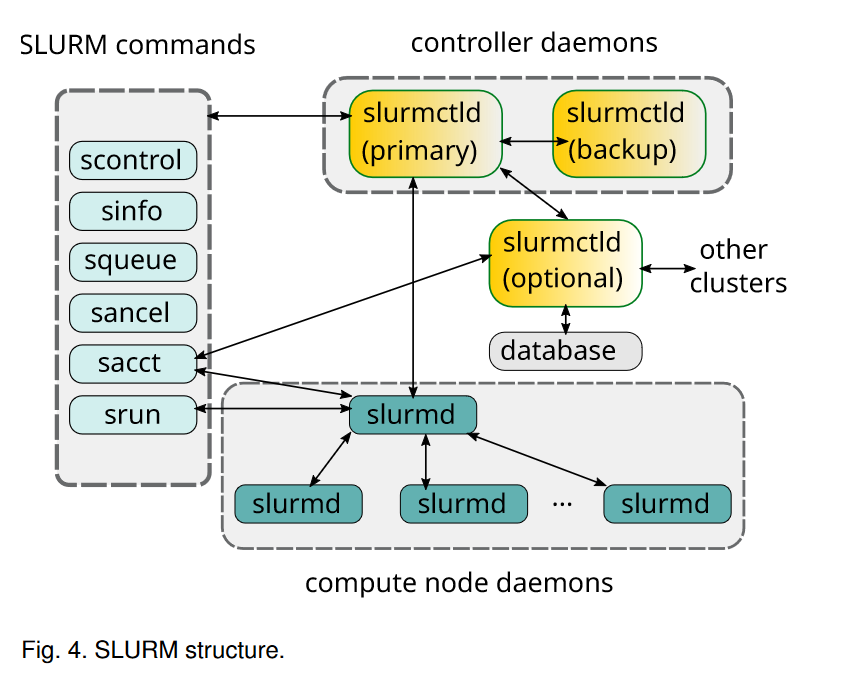 SLURM commands
controller daemons
scontrol
sinfo
squeue
sancel
sacct
srun
slurmctld
(primary)
slurmctld
(backup)
slurmctld
(optional)
other
clusters
database
slurmd
slurmd
slurmd
...
slurmd
compute node daemons
Fig. 4. SLURM structure.